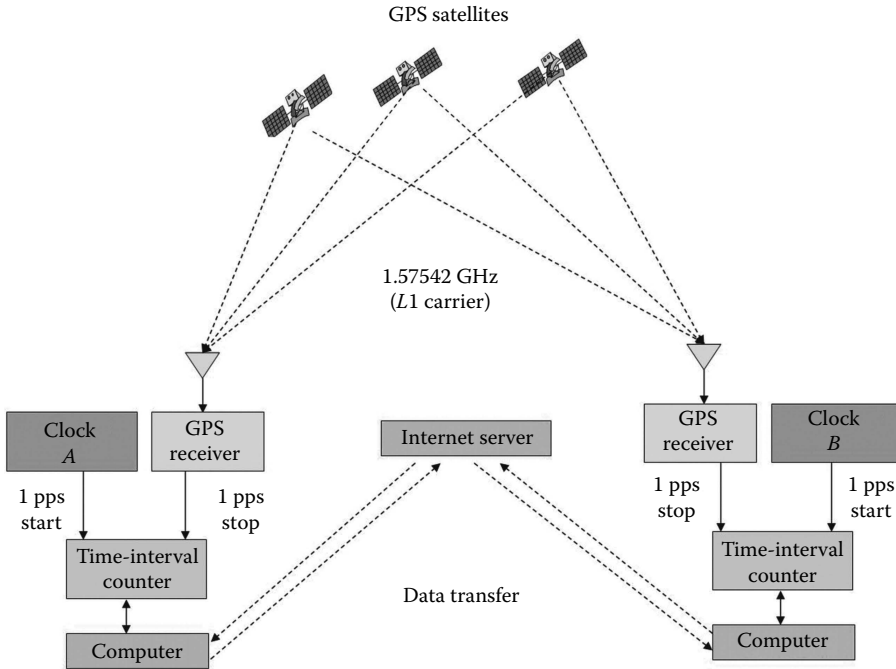 GPS satellites
1.57542 GHz
(L1 carrier)
Clock
A
GPS
receiver
Internet server
GPS
receiver
Clock
B
1 pps
start
1 pps
stop
1 pps
stop
1 pps
start
Time-interval
counter
Time-interval
counter
Data transfer
Computer
Computer